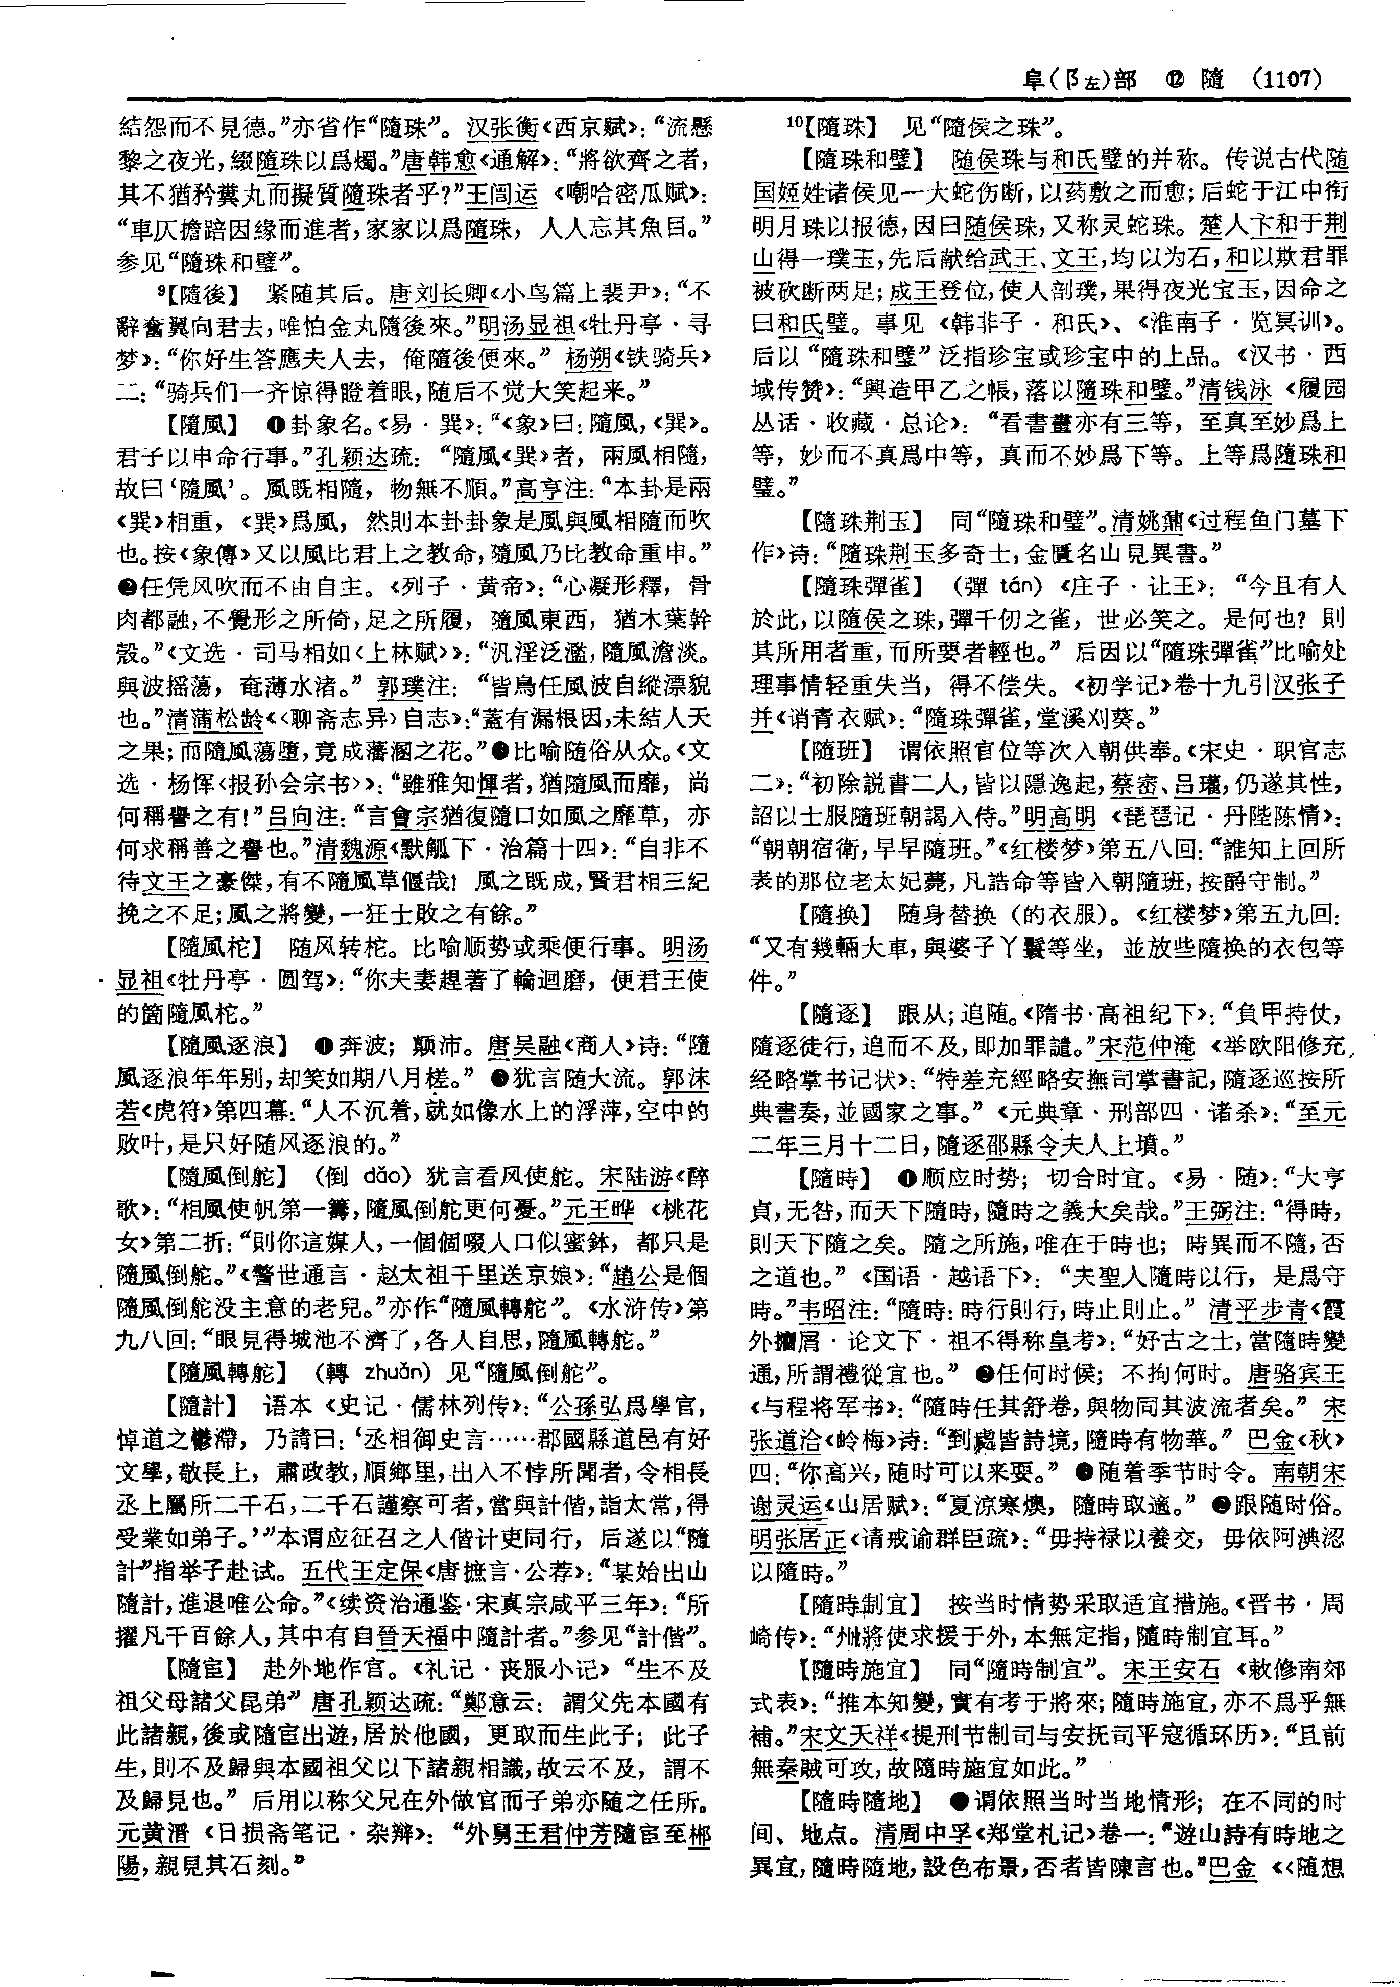 阜(阝左)部　⑫　隨　(1107)
結怨而不見德。”亦省作“隨珠”。汉张衡《西京赋》：“流懸
黎之夜光，綴隨珠以爲燭。”唐韩愈《通解》：“將欲齊之者，
其不猶矜糞丸而擬質隨珠者乎？”王闿运《嘲哈密瓜赋》：
“車仄擔踣因缘而進者，家家以爲隨珠，人人忘其魚目。”
参见“隨珠和璧”。
⁹【隨後】　紧随其后。唐刘长卿《小鸟篇上裴尹》：“不
辭奮翼向君去，唯怕金丸隨後來。”明汤显祖《牡丹亭·寻
梦》：“你好生答應夫人去，俺隨後便來。”杨朔《铁骑兵》
二：“骑兵们一齐惊得瞪着眼，随后不觉大笑起来。”
【隨風】　❶卦象名。《易·巽》：“《象》曰：隨風，《巽》。
君子以申命行事。”孔颖达疏：“隨風《巽》者，兩風相隨，
故曰‘隨風’。風既相隨，物無不順。”高亨注：“本卦是兩
《巽》相重，《巽》爲風，然則本卦卦象是風與風相隨而吹
也。按《象傳》又以風比君上之教命，隨風乃比教命重申。”
❷任凭风吹而不由自主。《列子·黄帝》：“心凝形釋，骨
肉都融，不覺形之所倚，足之所履，隨風東西，猶木葉幹
殼。”《文选·司马相如〈上林赋〉》：“汎淫泛濫，隨風澹淡。
與波摇蕩，奄薄水渚。”郭璞注：“皆鳥任風波自縱漂貌
也。”清蒲松龄《〈聊斋志异〉自志》：“蓋有漏根因，未結人天
之果；而隨風蕩墮，竟成藩溷之花。”❸比喻随俗从众。《文
选·杨恽〈报孙会宗书〉》：“雖雅知惲者，猶隨風而靡，尚
何稱譽之有！”吕向注：“言會宗猶復隨口如風之靡草，亦
何求稱善之譽也。”清魏源《默觚下·治篇十四》：“自非不
待文王之豪傑，有不隨風草偃哉！風之既成，賢君相三紀
挽之不足；風之將變，一狂士敗之有餘。”
【隨風柁】　随风转柁。比喻顺势或乘便行事。明汤
显祖《牡丹亭·圆驾》：“你夫妻趕著了輪迴磨，便君王使
的箇隨風柁。”
【隨風逐浪】　❶奔波；颠沛。唐吴融《商人》诗：“隨
風逐浪年年别，却笑如期八月槎。”❷犹言随大流。郭沫
若《虎符》第四幕：“人不沉着，就如像水上的浮萍，空中的
败叶，是只好随风逐浪的。”
【隨風倒舵】　（倒 dǎo）犹言看风使舵。宋陆游《醉
歌》：“相風使帆第一籌，隨風倒舵更何憂。”元王晔《桃花
女》第二折：“則你這媒人，一個個啜人口似蜜鉢，都只是
隨風倒舵。”《警世通言·赵太祖千里送京娘》：“趙公是個
隨風倒舵没主意的老兒。”亦作“隨風轉舵”。《水浒传》第
九八回：“眼見得城池不濟了，各人自思，隨風轉舵。”
【隨風轉舵】　（轉 zhuǎn）见“隨風倒舵”。
【隨計】　语本《史记·儒林列传》：“公孫弘爲學官，
悼道之鬱滯，乃請曰：‘丞相御史言……郡國縣道邑有好
文學，敬長上，肅政教，順鄉里，出入不悖所聞者，令相長
丞上屬所二千石，二千石謹察可者，當與計偕，詣太常，得
受業如弟子。’”本谓应征召之人偕计吏同行，后遂以“隨
計”指举子赴试。五代王定保《唐摭言·公荐》：“某始出山
隨計，進退唯公命。”《续资治通鉴·宋真宗咸平三年》：“所
擢凡千百餘人，其中有自晉天福中隨計者。”参见“計偕”。
【隨宦】　赴外地作官。《礼记·丧服小记》“生不及
祖父母諸父昆弟”唐孔颖达疏：“鄭意云：謂父先本國有
此諸親，後或隨宦出遊，居於他國，更取而生此子；此子
生，則不及歸與本國祖父以下諸親相識，故云不及，謂不
及歸見也。”后用以称父兄在外做官而子弟亦随之任所。
元黄溍《日损斋笔记·杂辩》：“外舅王君仲芳隨宦至郴
陽，親見其石刻。”
¹⁰【隨珠】　见“隨侯之珠”。
【隨珠和璧】　随侯珠与和氏璧的并称。传说古代随
国姬姓诸侯见一大蛇伤断，以药敷之而愈；后蛇于江中衔
明月珠以报德，因曰随侯珠，又称灵蛇珠。楚人卞和于荆
山得一璞玉，先后献给武王、文王，均以为石，和以欺君罪
被砍断两足；成王登位，使人剖璞，果得夜光宝玉，因命之
曰和氏璧。事见《韩非子·和氏》、《淮南子·览冥训》。
后以“隨珠和璧”泛指珍宝或珍宝中的上品。《汉书·西
域传赞》：“興造甲乙之帳，落以隨珠和璧。”清钱泳《履园
丛话·收藏·总论》：“看書畫亦有三等，至真至妙爲上
等，妙而不真爲中等，真而不妙爲下等。上等爲隨珠和
璧。”
【隨珠荆玉】　同“隨珠和璧”。清姚鼐《过程鱼门墓下
作》诗：“隨珠荆玉多奇士，金匱名山見異書。”
【隨珠彈雀】　（彈 tán）《庄子·让王》：“今且有人
於此，以隨侯之珠，彈千仞之雀，世必笑之。是何也？則
其所用者重，而所要者輕也。”后因以“隨珠彈雀”比喻处
理事情轻重失当，得不偿失。《初学记》卷十九引汉张子
并《诮青衣赋》：“隨珠彈雀，堂溪刈葵。”
【隨班】　谓依照官位等次入朝供奉。《宋史·职官志
二》：“初除説書二人，皆以隱逸起，蔡崈、吕瓘，仍遂其性，
詔以士服隨班朝謁入侍。”明高明《琵琶记·丹陛陈情》：
“朝朝宿衛，早早隨班。”《红楼梦》第五八回：“誰知上回所
表的那位老太妃薨，凡誥命等皆入朝隨班，按爵守制。”
【隨换】　随身替换（的衣服）。《红楼梦》第五九回：
“又有幾輛大車，與婆子丫鬟等坐，並放些隨换的衣包等
件。”
【隨逐】　跟从；追随。《隋书·高祖纪下》：“負甲持仗，
隨逐徒行，追而不及，即加罪譴。”宋范仲淹《举欧阳修充
经略掌书记状》：“特差充經略安撫司掌書記，隨逐巡按所
典書奏，並國家之事。”《元典章·刑部四·诸杀》：“至元
二年三月十二日，隨逐邵縣令夫人上墳。”
【隨時】　❶顺应时势；切合时宜。《易·随》：“大亨
貞，无咎，而天下隨時，隨時之義大矣哉。”王弼注：“得時，
則天下隨之矣。隨之所施，唯在于時也；時異而不隨，否
之道也。”《国语·越语下》：“夫聖人隨時以行，是爲守
時。”韦昭注：“隨時：時行則行，時止則止。”清平步青《霞
外攟屑·论文下·祖不得称皇考》：“好古之士，當隨時變
通，所謂禮從宜也。”❷任何时候；不拘何时。唐骆宾王
《与程将军书》：“隨時任其舒卷，與物同其波流者矣。”宋
张道洽《岭梅》诗：“到處皆詩境，隨時有物華。”巴金《秋》
四：“你高兴，随时可以来耍。”❸随着季节时令。南朝宋
谢灵运《山居赋》：“夏凉寒燠，隨時取適。”❹跟随时俗。
明张居正《请戒谕群臣疏》：“毋持禄以養交，毋依阿淟涊
以隨時。”
【隨時制宜】　按当时情势采取适宜措施。《晋书·周
崎传》：“州將使求援于外，本無定指，隨時制宜耳。”
【隨時施宜】　同“隨時制宜”。宋王安石《敕修南郊
式表》：“推本知變，實有考于將來；隨時施宜，亦不爲乎無
補。”宋文天祥《提刑节制司与安抚司平寇循环历》：“且前
無秦賊可攻，故隨時施宜如此。”
【隨時隨地】　❶谓依照当时当地情形；在不同的时
间、地点。清周中孚《郑堂札记》卷一：“遊山詩有時地之
異宜，隨時隨地，設色布景，否者皆陳言也。”巴金《〈随想